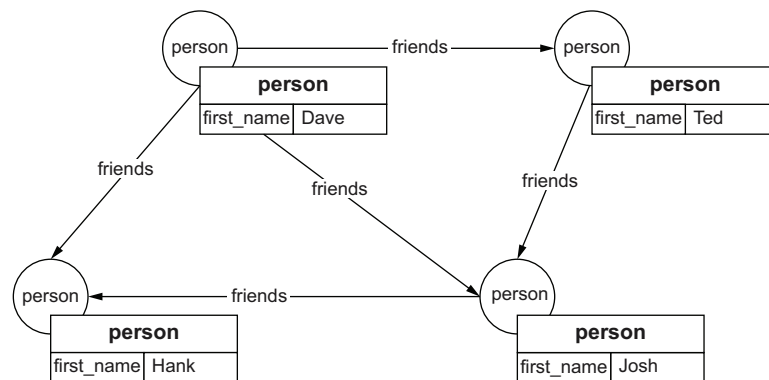 person
friends
person
person
first_name Dave
person
first_name Ted
friends
friends
friends
person
friends
person
person
first_name Hank
person
first_name Josh